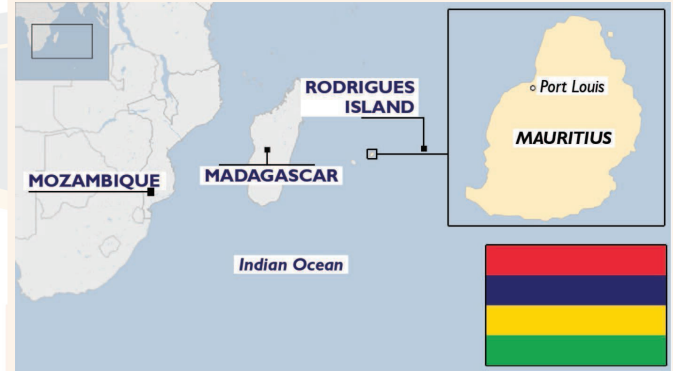 RODRIGUES
ISLAND
Port Louis
MAURITIUS
MOZAMBIQUE
MADAGASCAR
Indian Ocean